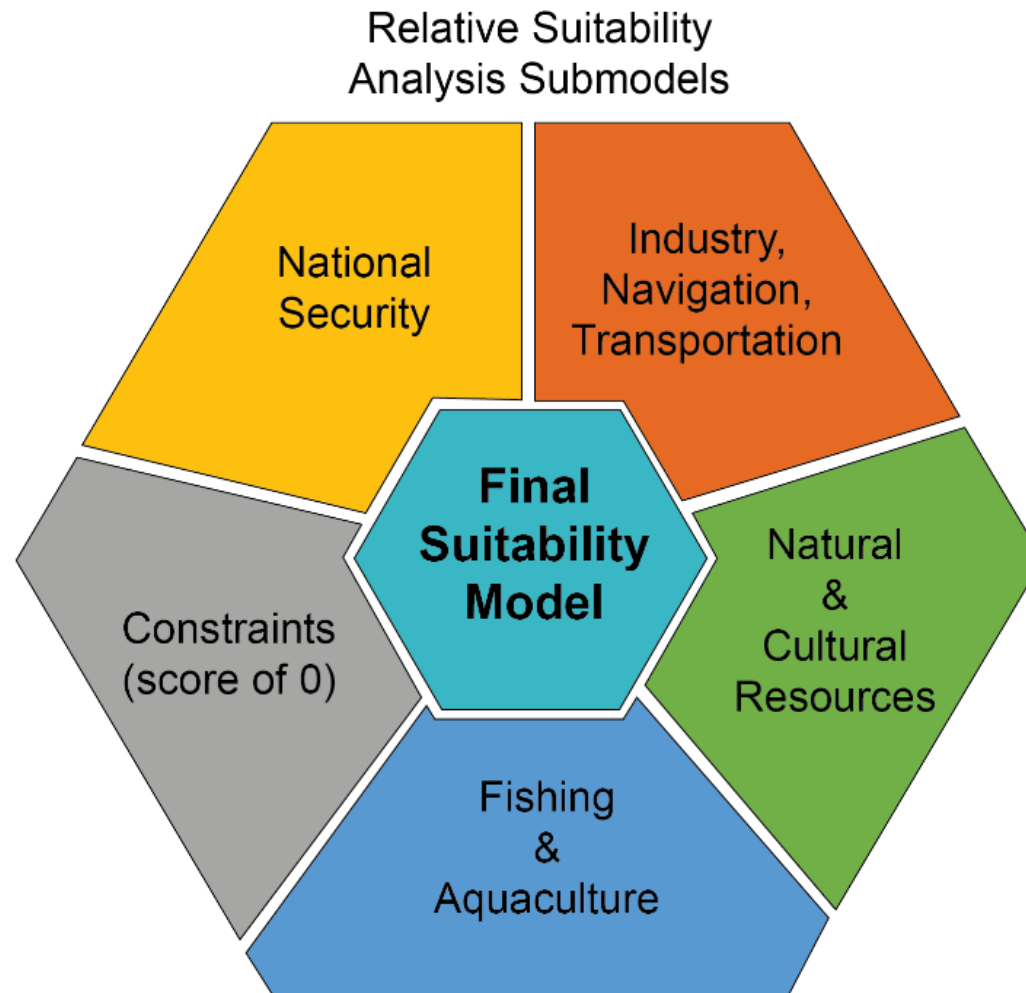 Relative Suitability
Analysis Submodels
National
Security
Industry,
Navigation,
Transportation
Final
Suitability
Model
Natural
&
Cultural
Resources
Constraints
(score of 0)
Fishing
&
Aquaculture